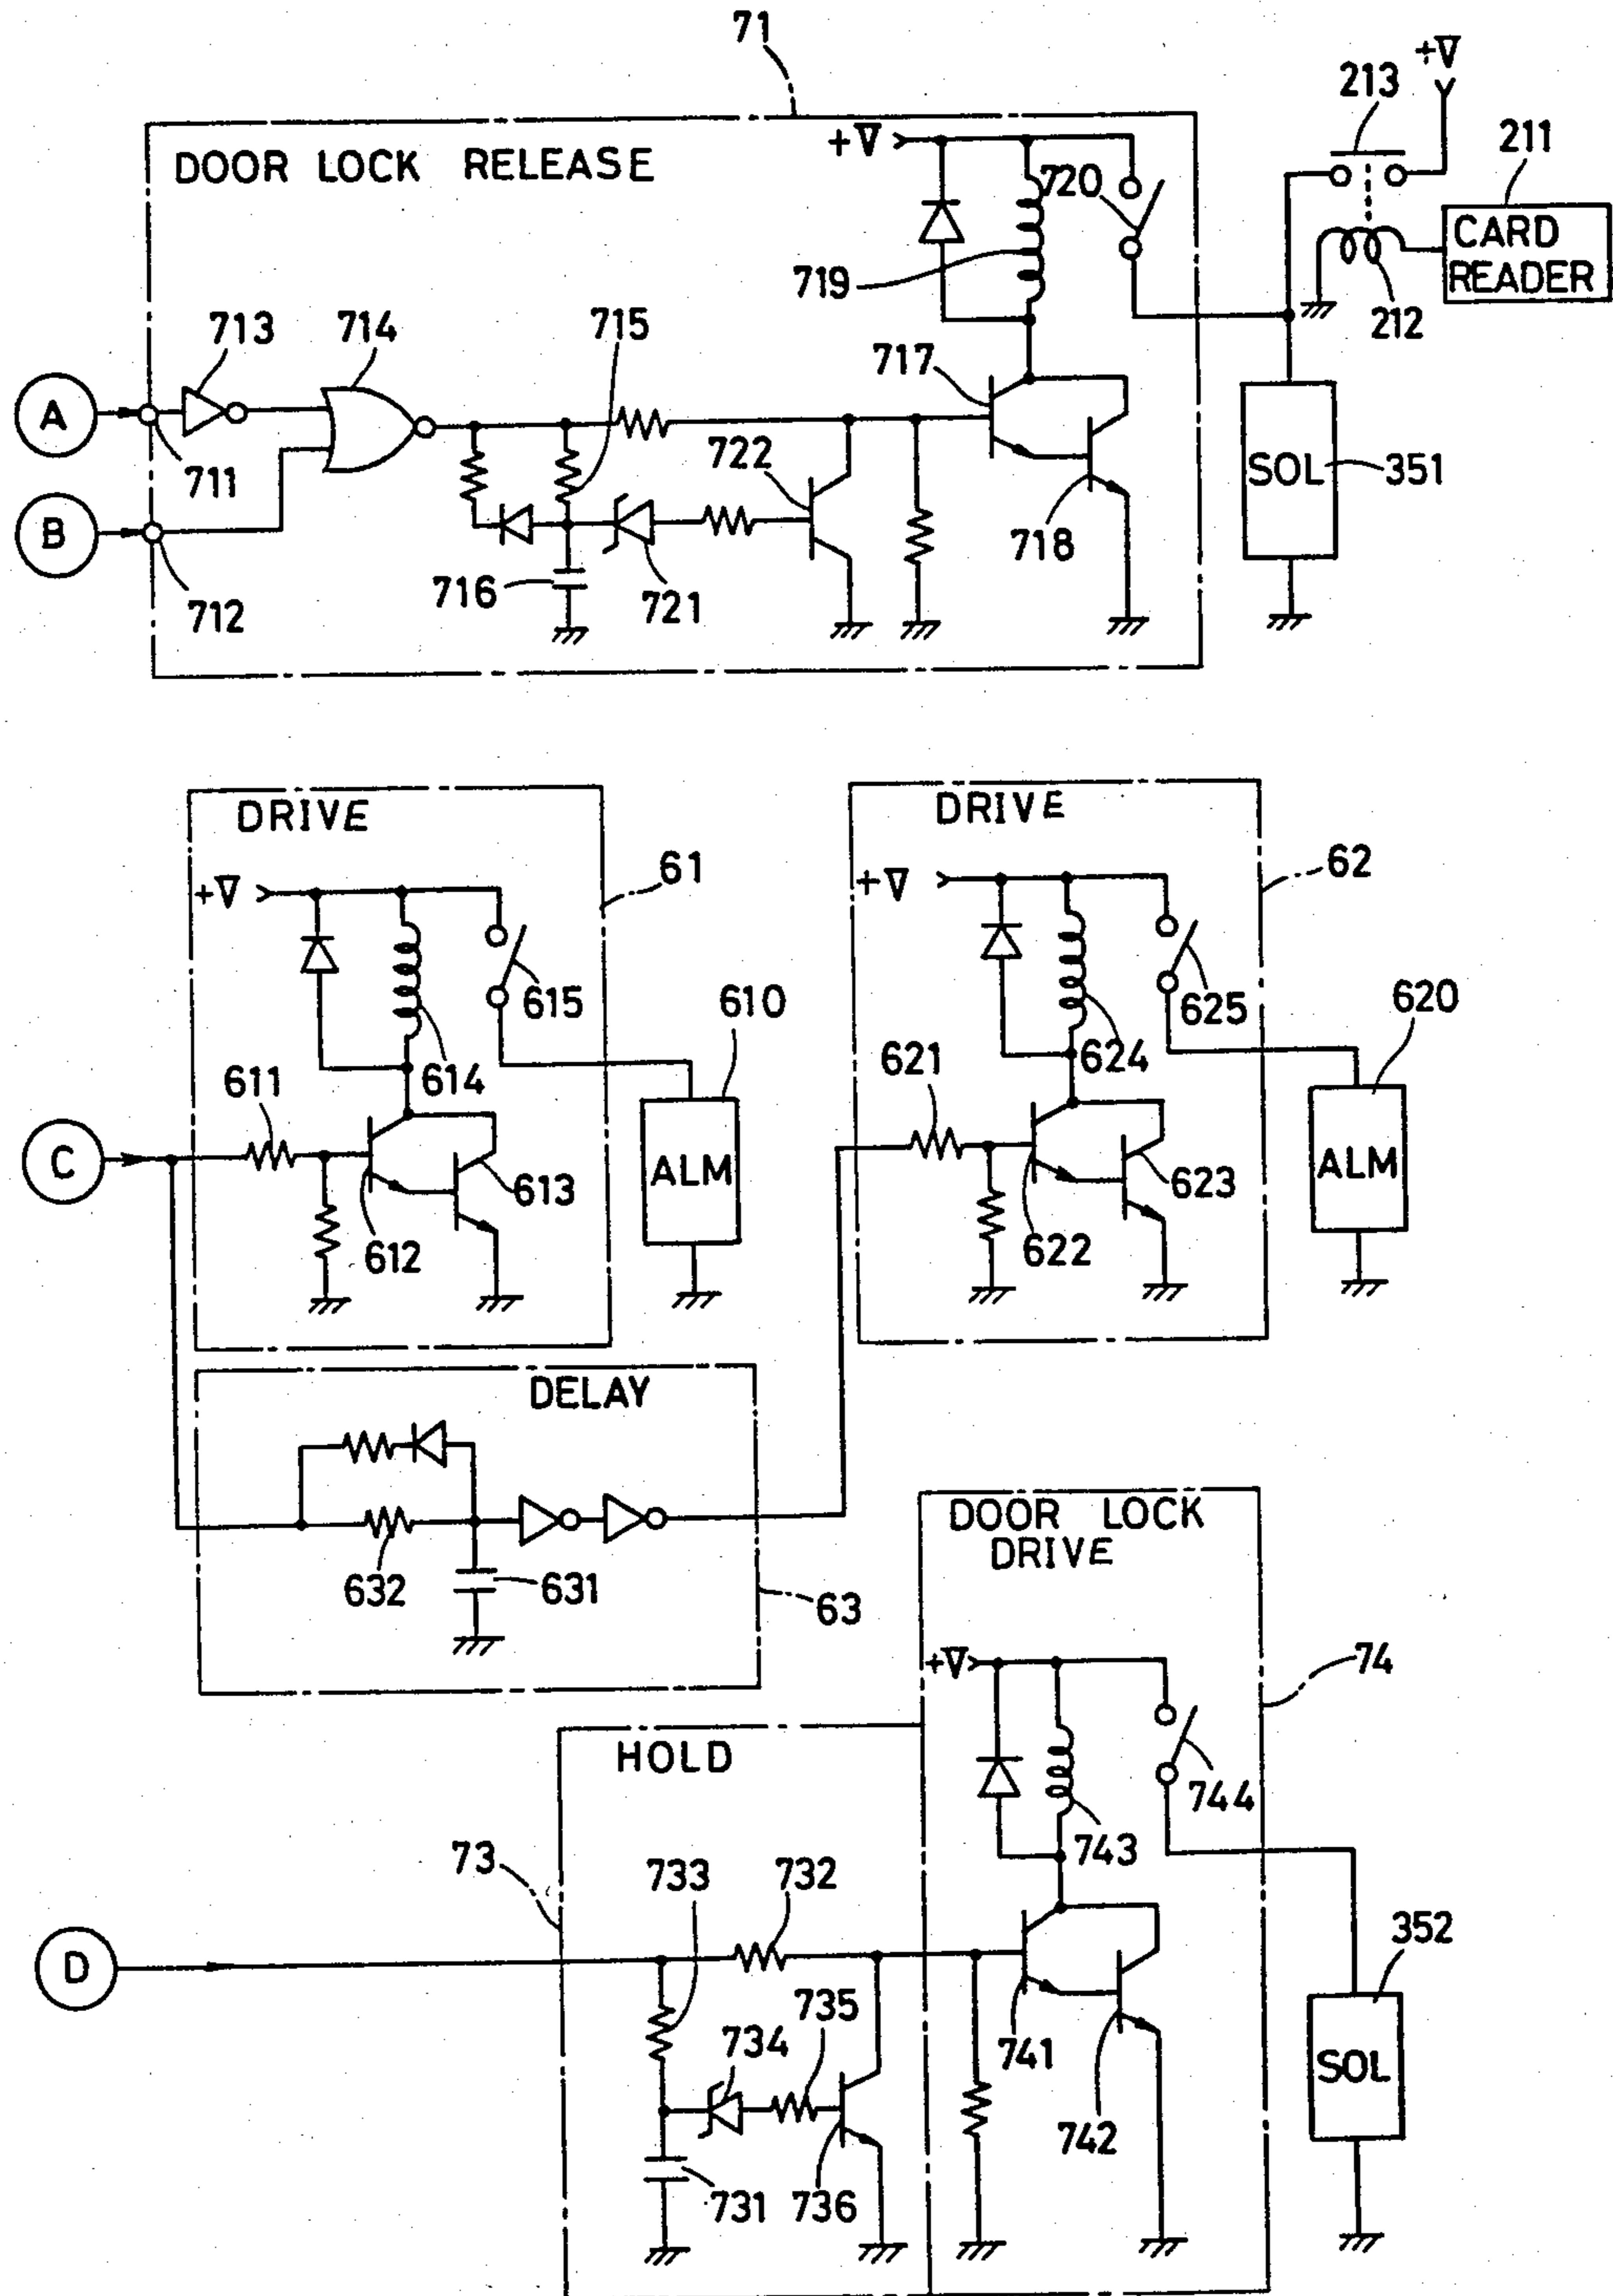 71
+V
213
211
+V
DOOR LOCK RELEASE
720
CARD
READER
719
212
713
714
715
717
A
711
722
SOL
351
B
718
712
716
721
DRIVE
DRIVE
61
62
+V
+V
615
610
625
620
614
624
611
621
C
ALM
ALM
613
623
612
622
DELAY
DOOR LOCK
DRIVE
632
631
63
+V
74
HOLD
744
73
733
732
743
D
352
735
734
741
SOL
742
731
736